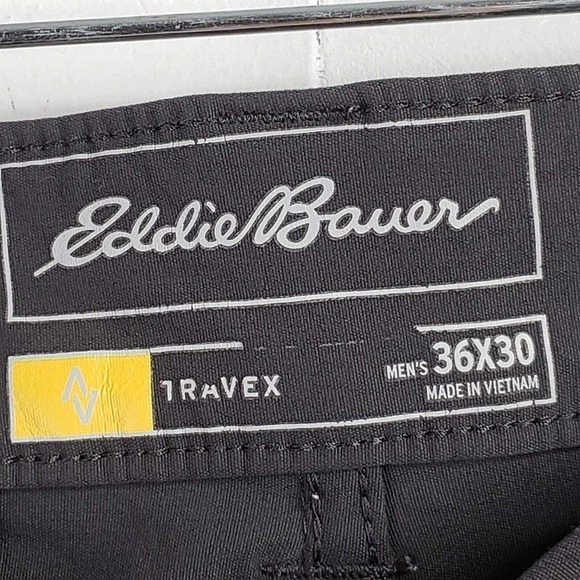 Eddie Bauer
TRAVEX
MEN'S 36X30
MADE IN VIETNAM